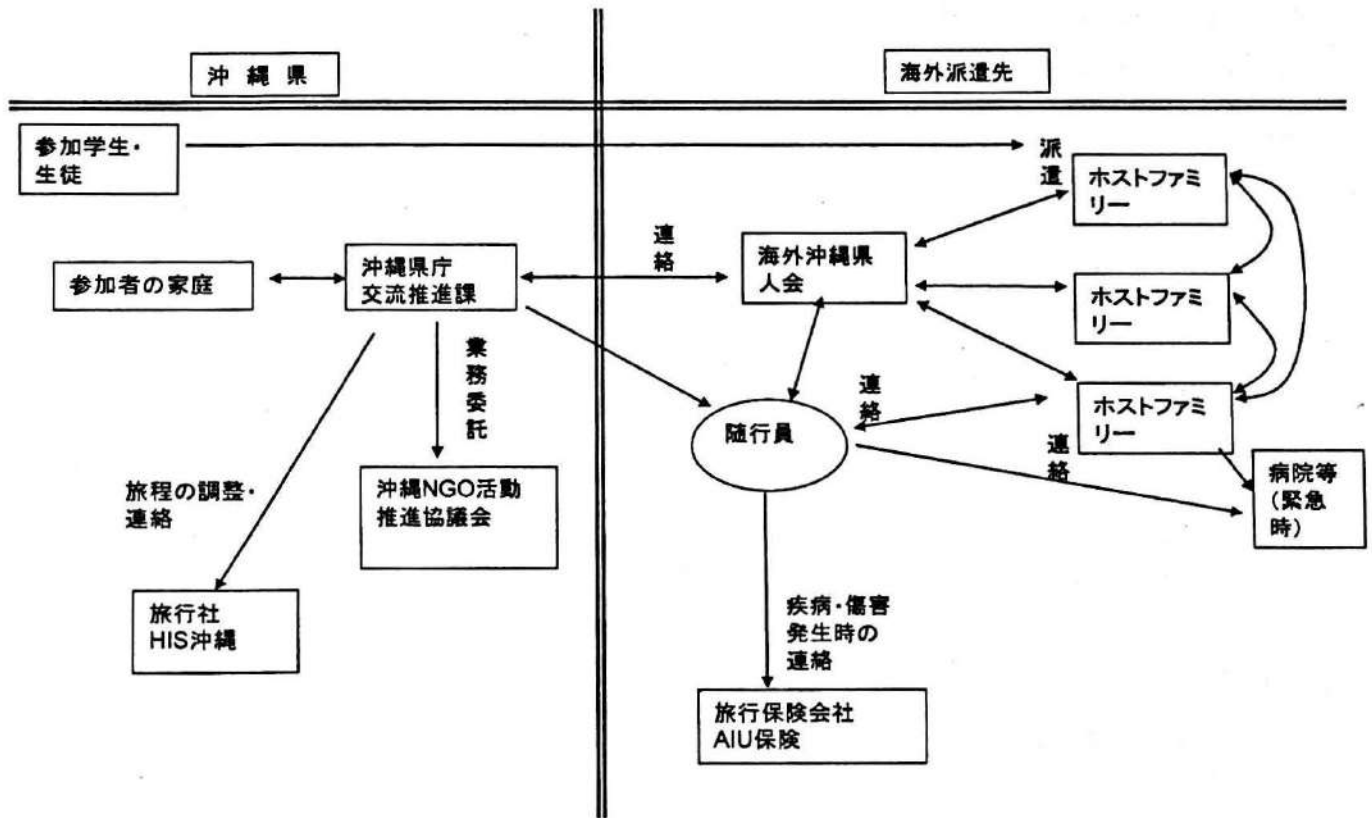 沖 縄 県
海外派遣先
参加学生・
生徒
派遣
ホストファミ
リー
参加者の家庭
沖縄県庁
交流推進課
連絡
海外沖縄県
人会
ホストファミ
リー
業務委託
随行員
連絡
ホストファミ
リー
連絡
病院等
(緊急
時)
旅程の調整・
連絡
沖縄NGO活動
推進協議会
旅行社
HIS沖縄
疾病・傷害
発生時の
連絡
旅行保険会社
AIU保険